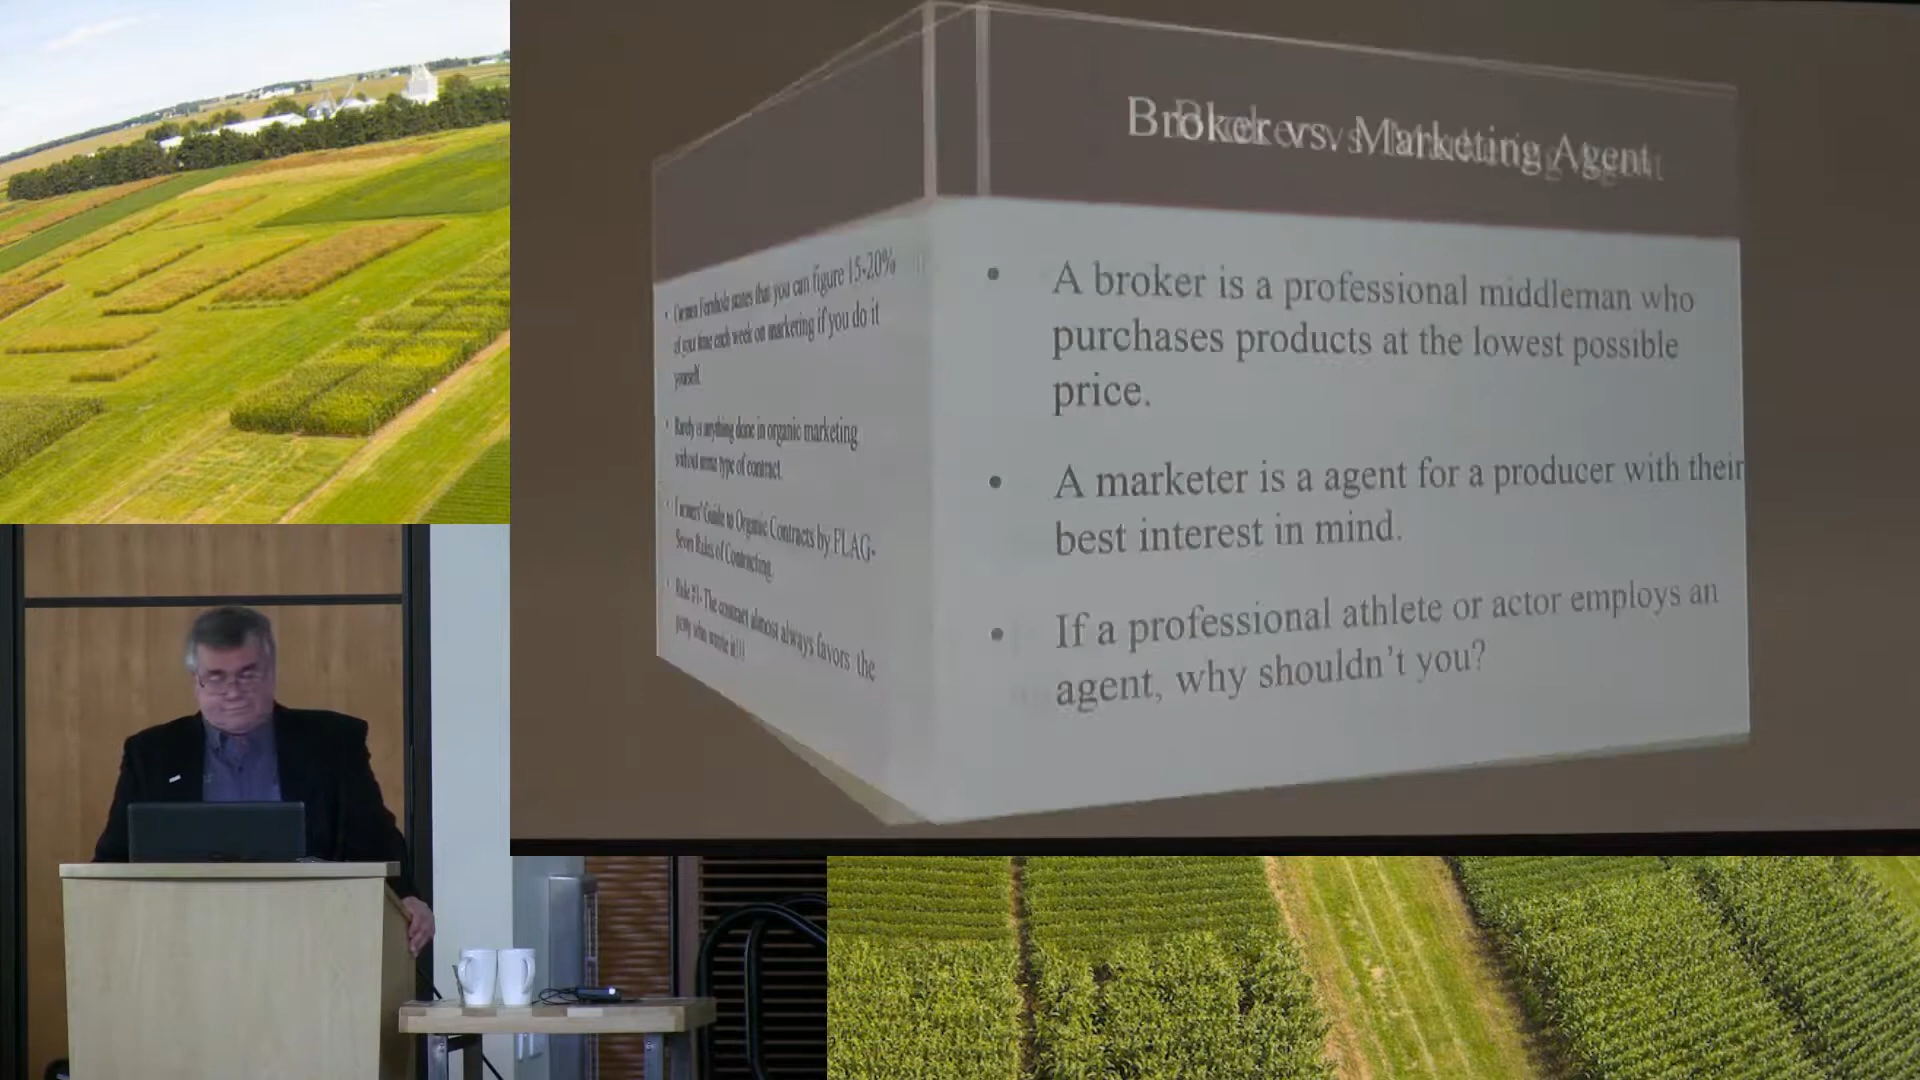 Broker vs. Marketing Agent
• A broker is a professional middleman who
purchases products at the lowest possible
price.
• A marketer is a agent for a producer with their
best interest in mind.
• If a professional athlete or actor employs an
agent, why shouldn't you?
• states that you can figure 15-20%
of your time each week on marketing if you do it
yourself.
• Rarely is anything done in organic marketing
without some type of contract.
• Farmers' Guide to Organic Contracts by FLAG-
Seven Rules of Contracting.
• Rule #1- The contract almost always favors the
party who wrote it!!!